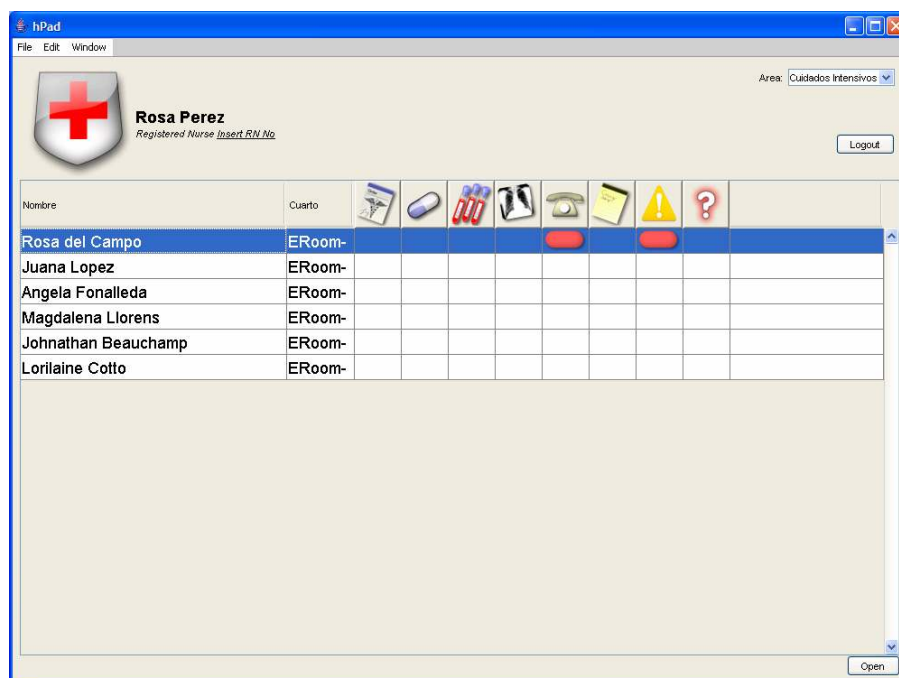 hPad
File Edit Window
Area: Cuidados Intensivos
Rosa Perez
Registered Nurse Insert RN No
Logout
Nombre Cuarto
Rosa del Campo ERoom-
Juana Lopez ERoom-
Angela Fonalleda ERoom-
Magdalena Llorens ERoom-
Johnathan Beauchamp ERoom-
Lorilaine Cotto ERoom-
Open